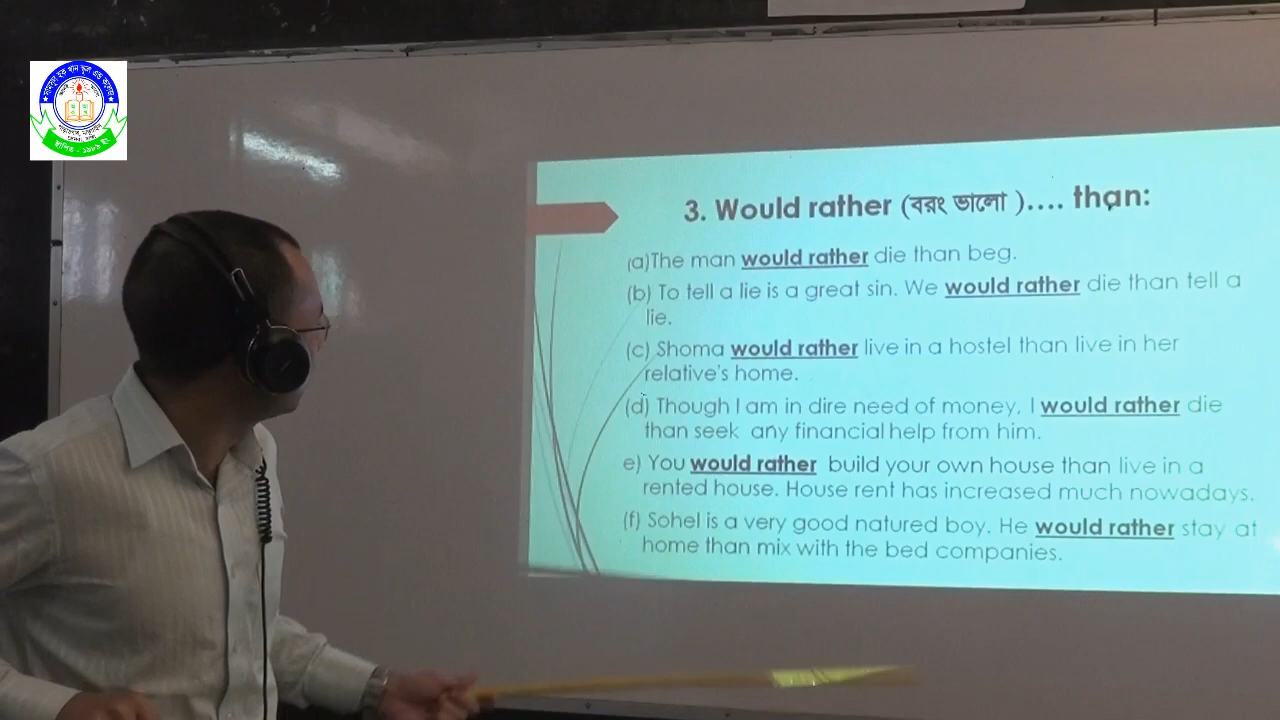 স্থাপিত - ১৯৮৯ ইং
3. Would rather (বরং ভালো ).... than:
(a)The man would rather die than beg.
(b) To tell a lie is a great sin. We would rather die than tell a
lie.
(c) Shoma would rather live in a hostel than live in her
relative's home.
(d) Though I am in dire need of money, I would rather die
than seek any financial help from him.
e) You would rather build your own house than live in a
rented house. House rent has increased much nowadays.
(f) Sohel is a very good natured boy. He would rather stay at
home than mix with the bed companies.